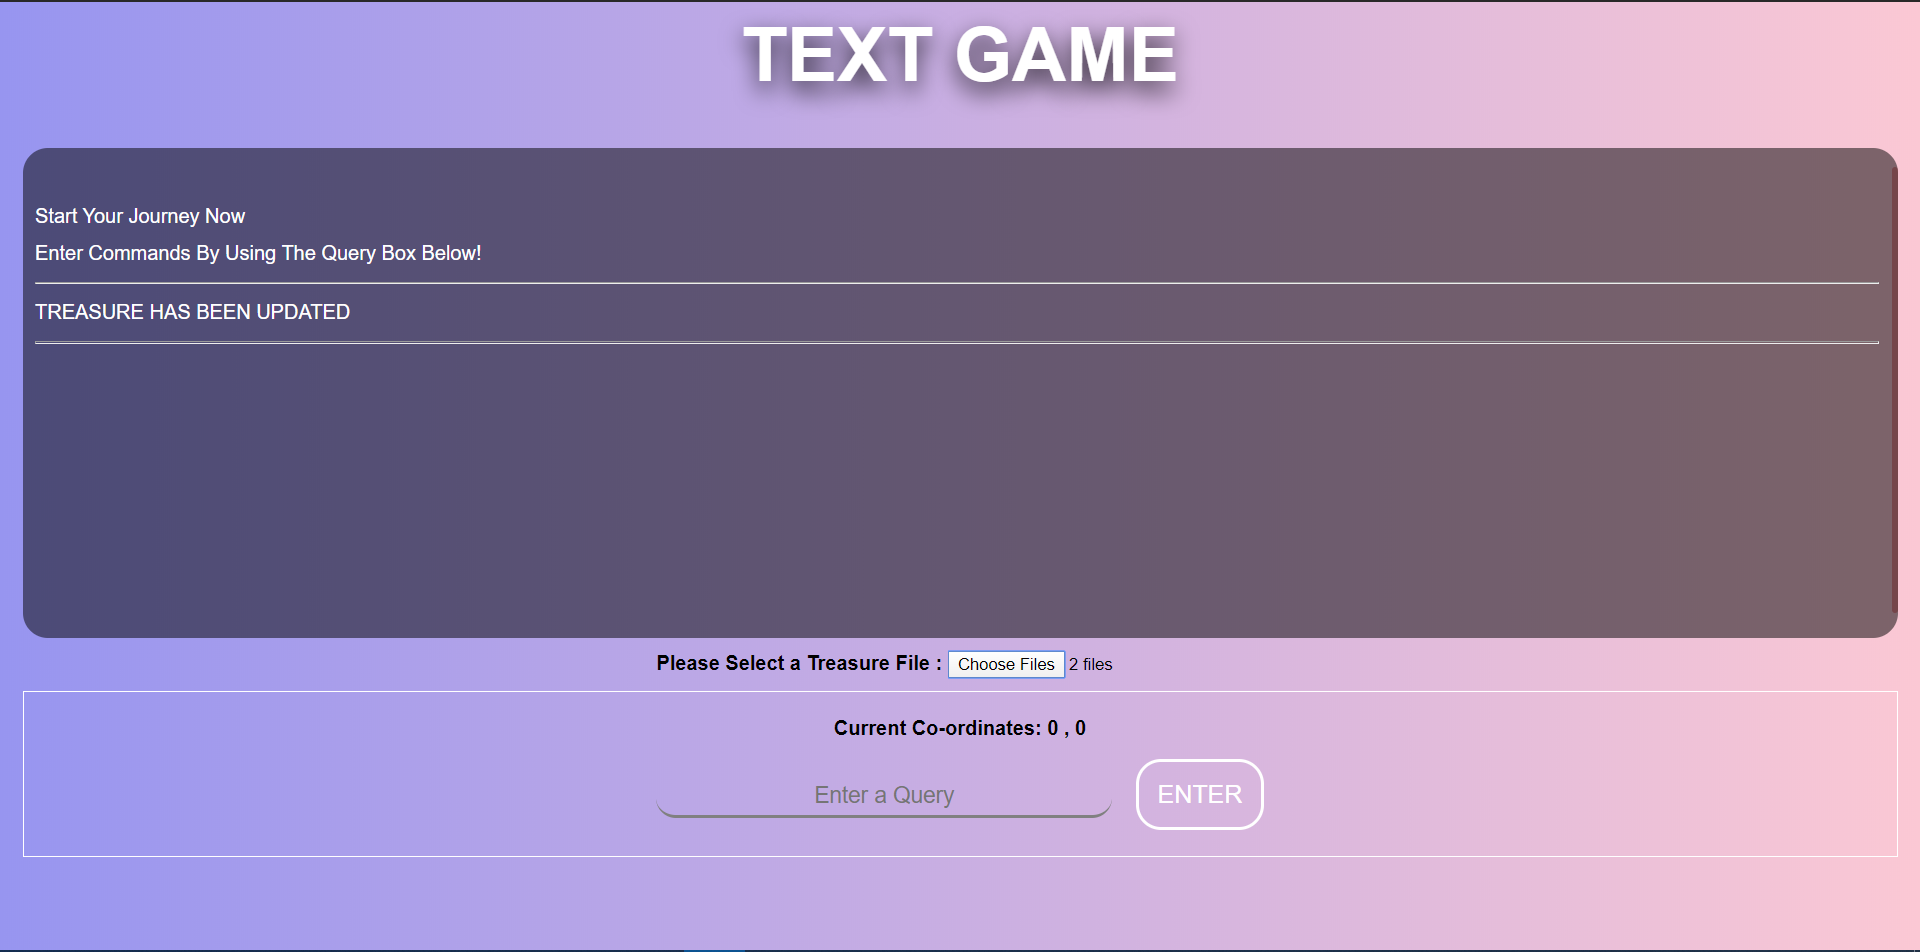 TEXT GAME
Start Your Journey Now
Enter Commands By Using The Query Box Below!
TREASURE HAS BEEN UPDATED
Please Select a Treasure File : Choose Files 2 files
Current Co-ordinates: 0 , 0
Enter a Query ENTER